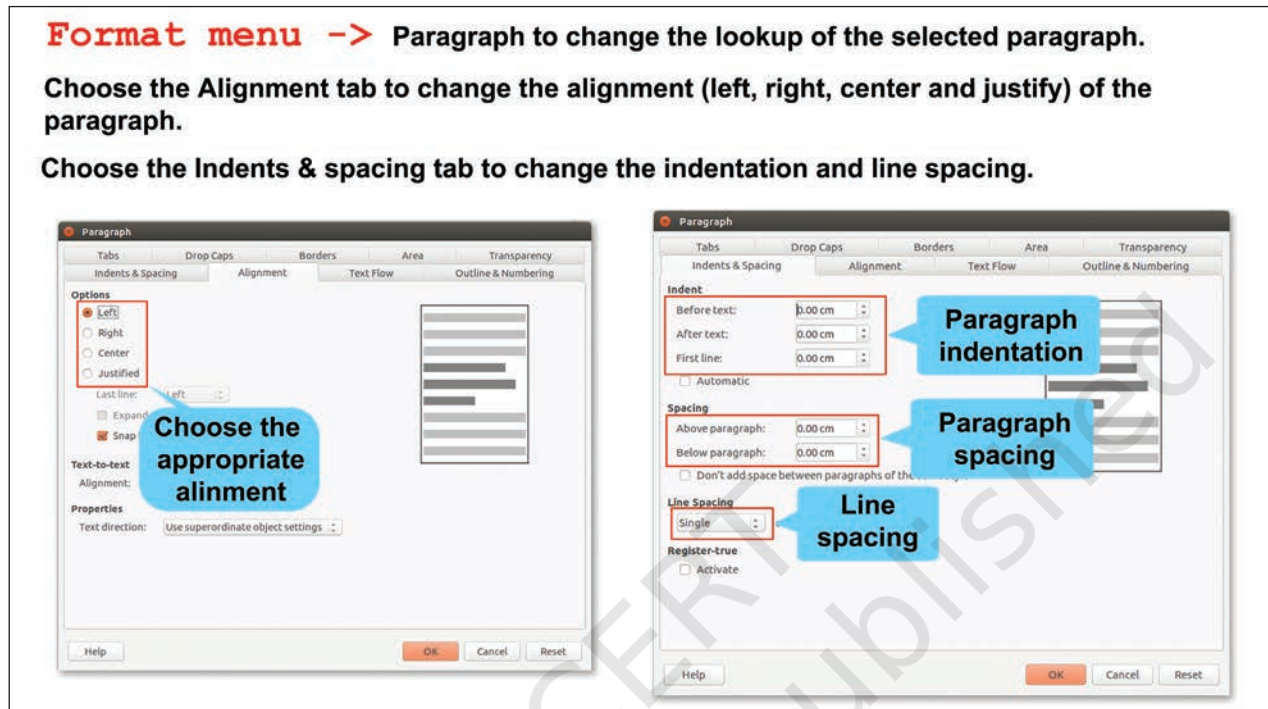 Format menu -> Paragraph to change the lookup of the selected paragraph.
Choose the Alignment tab to change the alignment (left, right, center and justify) of the
paragraph.
Choose the Indents & spacing tab to change the indentation and line spacing.
Paragraph
Tabs Drop Caps Borders Area Transparency
Indents & Spacing Alignment Text Flow Outline & Numbering
Options
Left
Right
Center
Justified
Last line: Left
Expand
Snap
Text-to-text
Alignment:
Properties
Text direction: Use superordinate object settings
Choose the
appropriate
alinment
Help OK Cancel Reset
Paragraph
Tabs Drop Caps Borders Area Transparency
Indents & Spacing Alignment Text Flow Outline & Numbering
Indent
Before text: 0.00 cm
After text: 0.00 cm
First line: 0.00 cm
Automatic
Paragraph
indentation
Spacing
Above paragraph: 0.00 cm
Below paragraph: 0.00 cm
Don't add space between paragraphs of the
Paragraph
spacing
Line Spacing
Single
Line
spacing
Register-true
Activate
Help OK Cancel Reset